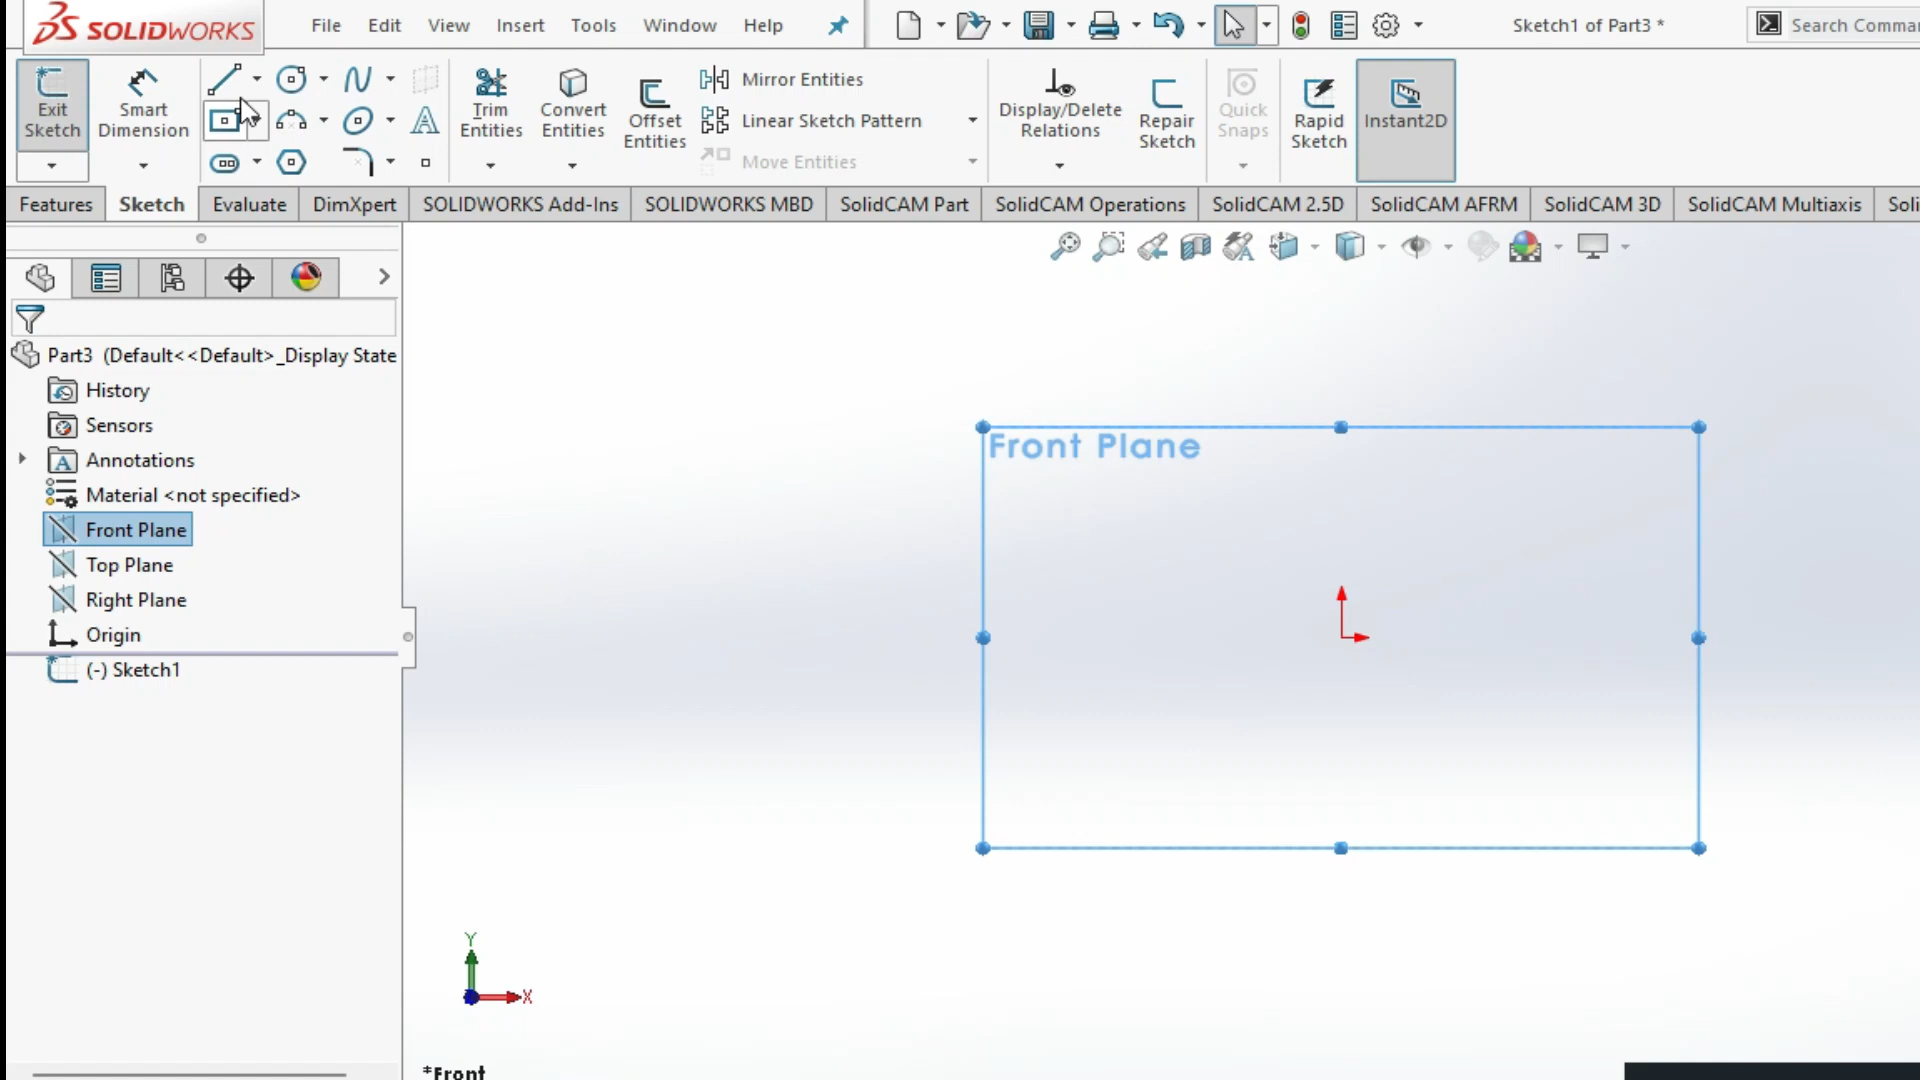 SOLIDWORKS File Edit View Insert Tools Window Help Sketch1 of Part3 * Search Comma
Exit Sketch
Smart Dimension
Trim Entities
Convert Entities
Offset Entities
Mirror Entities
Linear Sketch Pattern
Move Entities
Display/Delete Relations
Repair Sketch
Quick Snaps
Rapid Sketch
Instant2D
Features Sketch Evaluate DimXpert SOLIDWORKS Add-Ins SOLIDWORKS MBD SolidCAM Part SolidCAM Operations SolidCAM 2.5D SolidCAM AFRM SolidCAM 3D SolidCAM Multiaxis Soli
Part3 (Default<<Default>_Display State
History
Sensors
Annotations
Material <not specified>
Front Plane
Top Plane
Right Plane
Origin
(-) Sketch1
Front Plane
Y
X
*Front